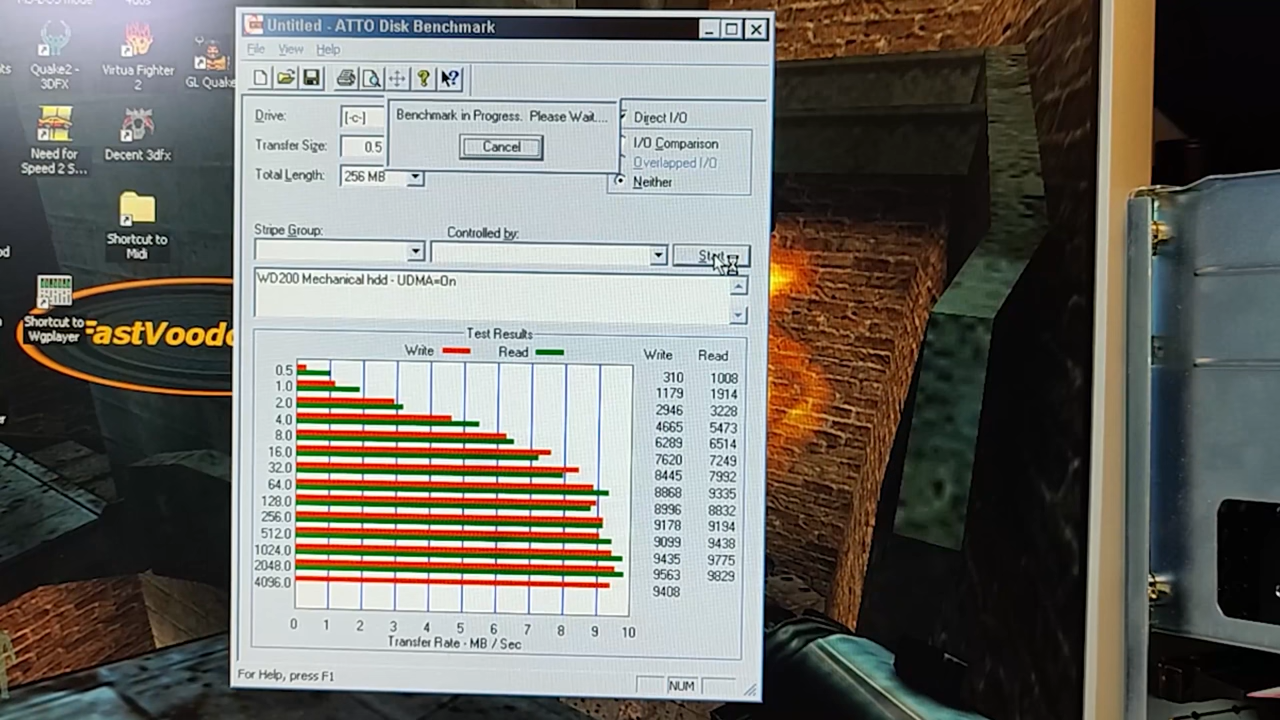 Untitled - ATTO Disk Benchmark
File View Help
Quake2 - 3DFX
Virtua Fighter 2
GL Quake
Need for Speed 2 S...
Decent 3dfx
Shortcut to Midi
Shortcut to Wgplayer
FastVoodoo
Drive: [-c-]
Transfer Size: 0.5
Total Length: 256 MB
Benchmark in Progress. Please Wait....
Cancel
Direct I/O
I/O Comparison
Overlapped I/O
Neither
Stripe Group:
Controlled by:
Start
WD200 Mechanical hdd - UDMA=On
Test Results
Write Read Write Read
0.5 310 1008
1.0 1179 1914
2.0 2946 3228
4.0 4665 5473
8.0 6289 6514
16.0 7620 7249
32.0 8445 7992
64.0 8868 9335
128.0 8996 8832
256.0 9178 9194
512.0 9099 9438
1024.0 9435 9775
2048.0 9563 9829
4096.0 9408
0 1 2 3 4 5 6 7 8 9 10
Transfer Rate - MB / Sec
For Help, press F1
NUM